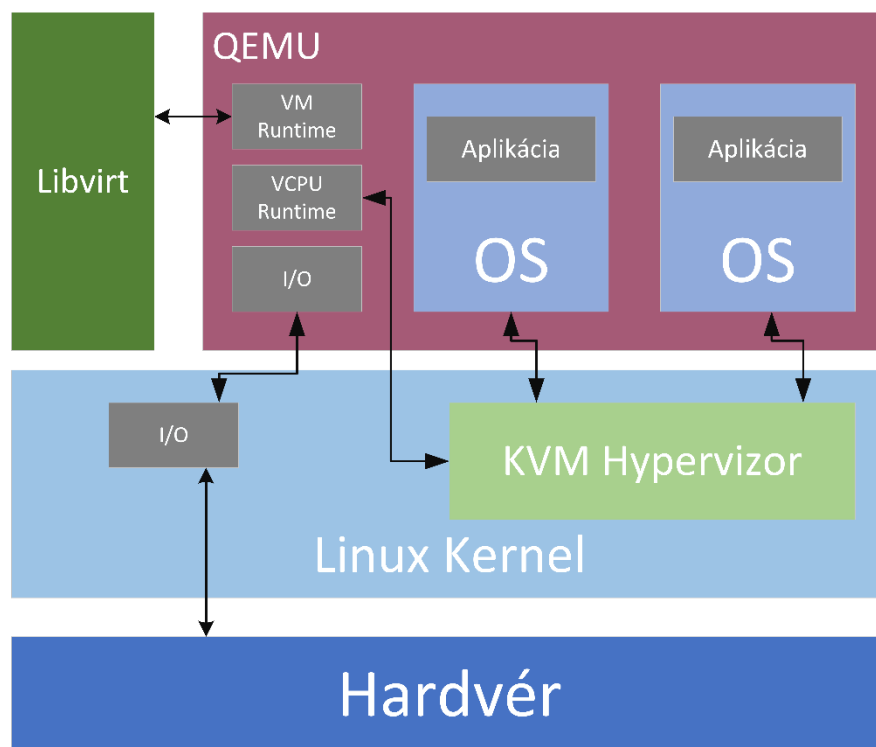 QEMU
Libvirt
VM
Runtime
VCPU
Runtime
I/O
Aplikácia
OS
Aplikácia
OS
I/O
KVM Hypervizor
Linux Kernel
Hardvér